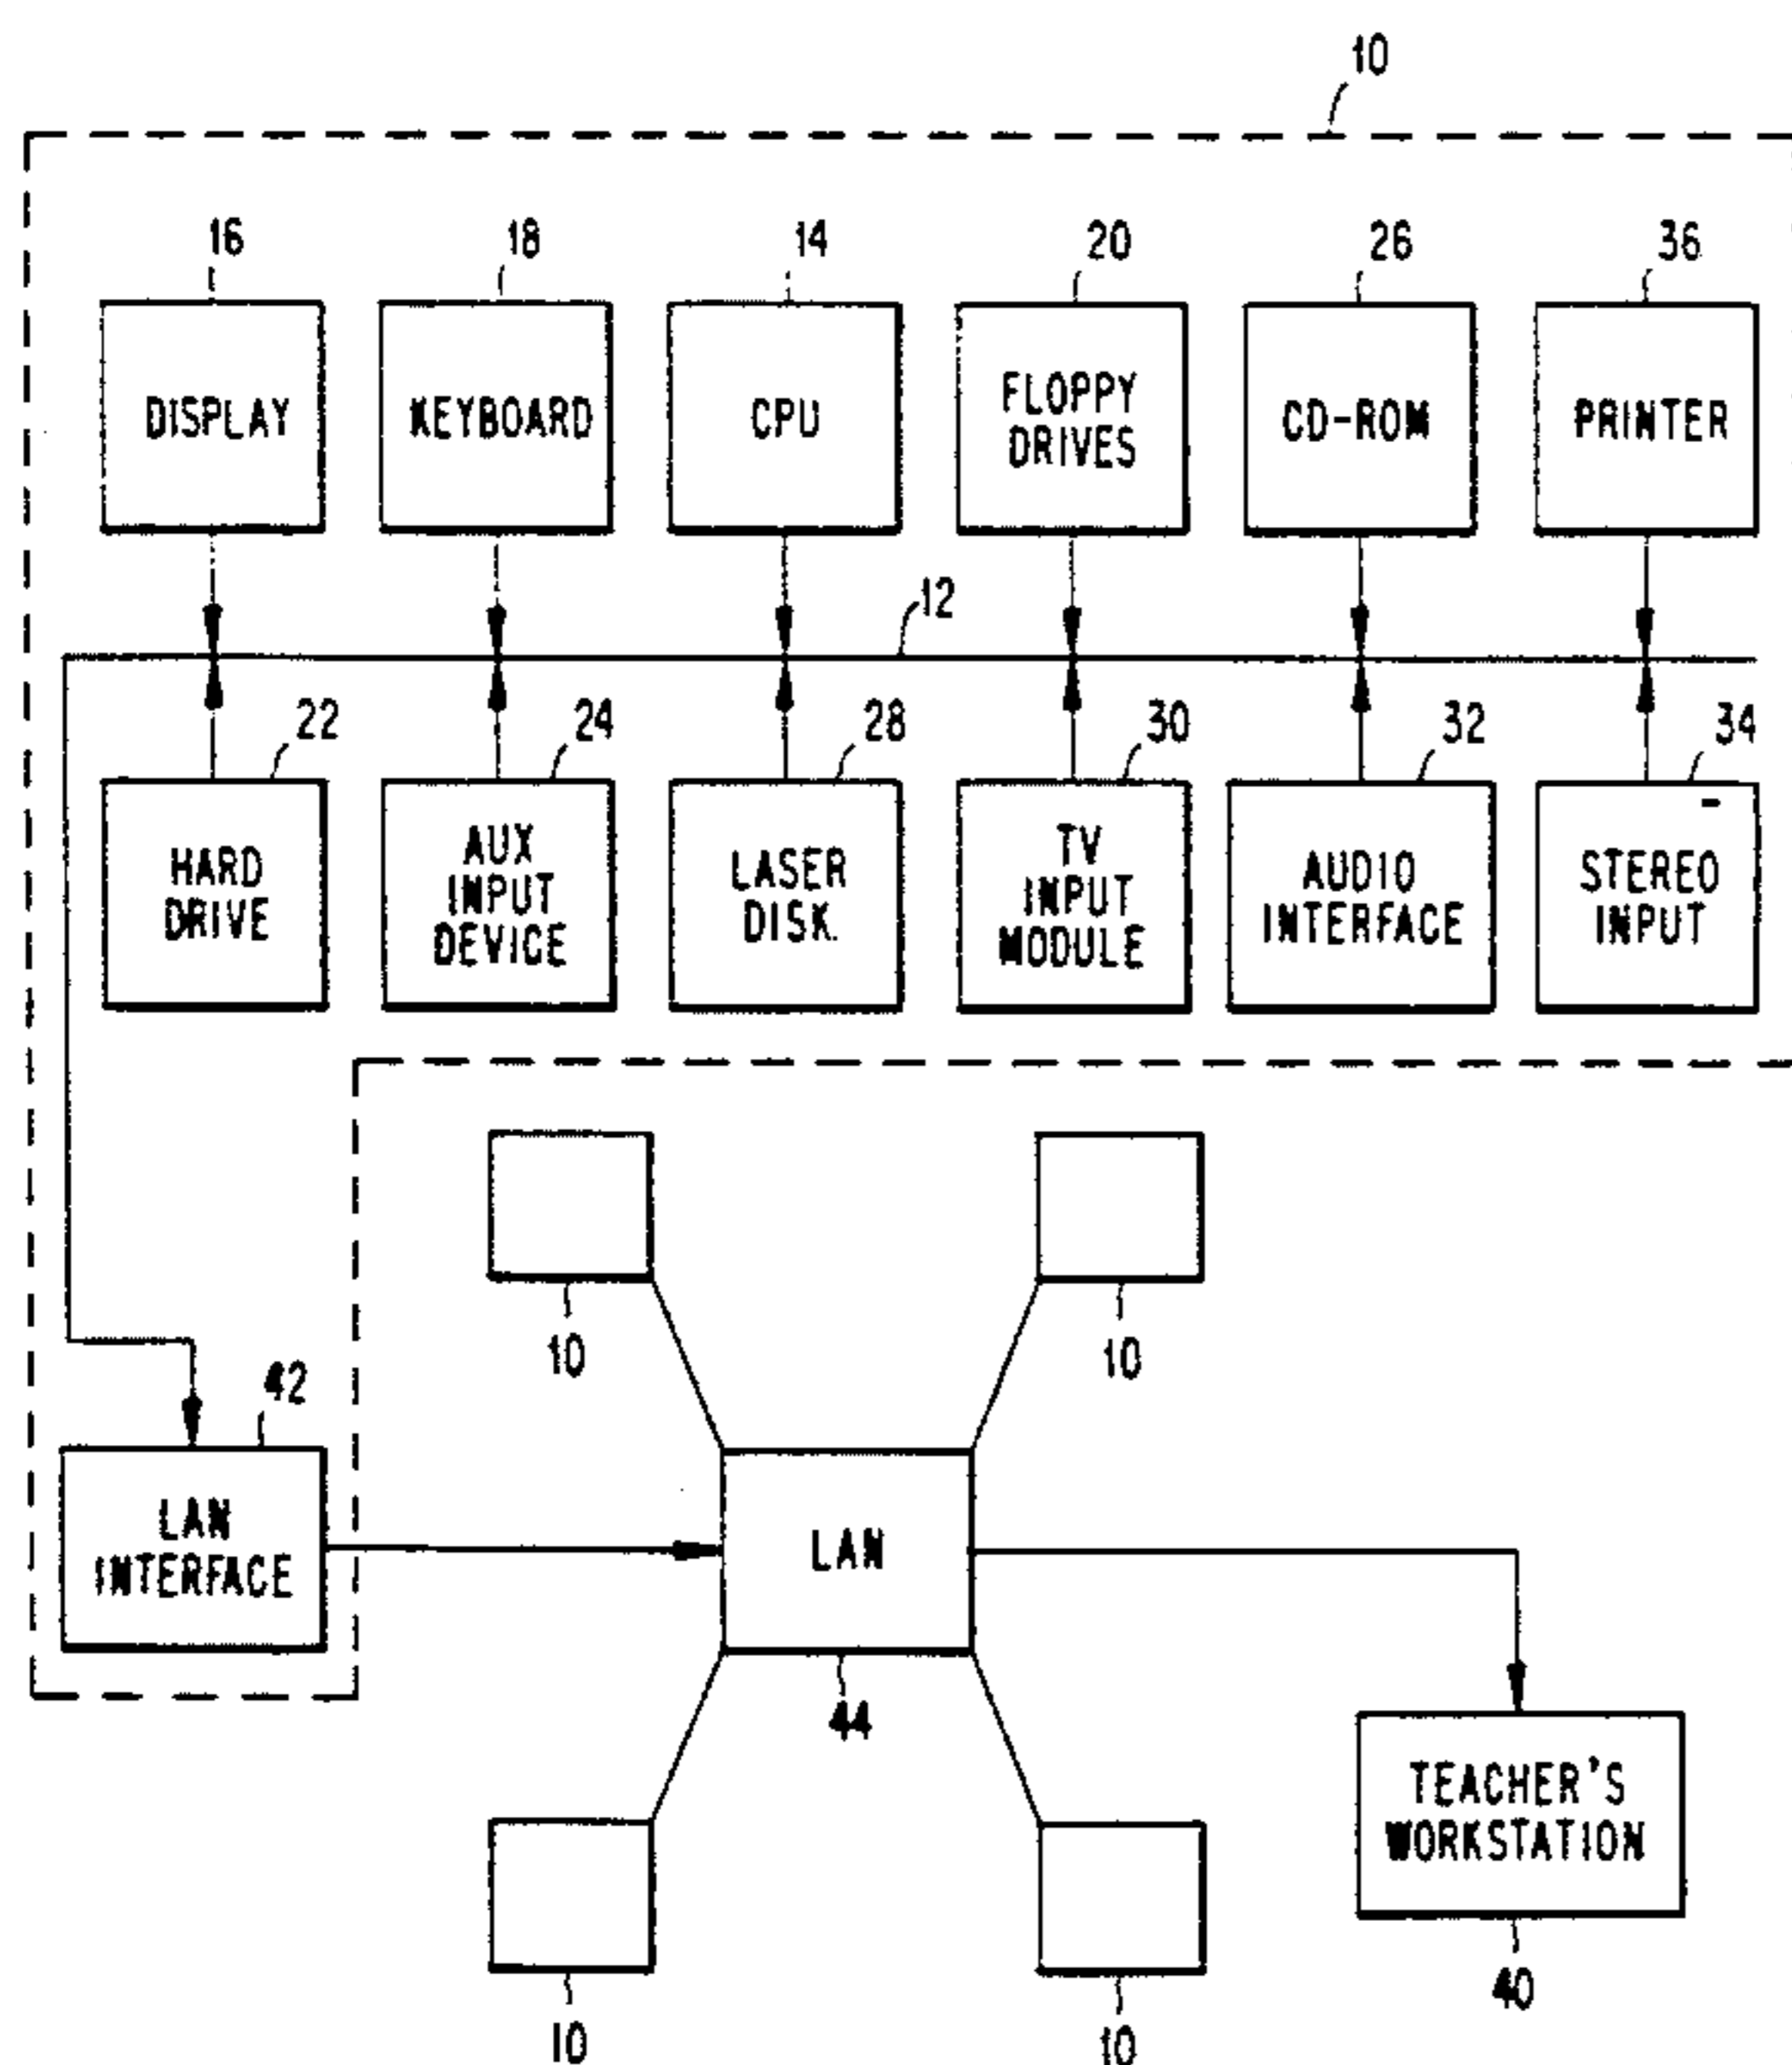 10
16
18
14
20
26
36
DISPLAY
KEYBOARD
CPU
FLOPPY
DRIVES
CD-ROM
PRINTER
12
22
24
28
30
32
34
HARD
DRIVE
AUX
INPUT
DEVICE
LASER
DISK.
TV
INPUT
MODULE
AUDIO
INTERFACE
STEREO
INPUT
10
10
42
LAN
INTERFACE
LAN
44
TEACHER'S
WORKSTATION
40
10
10